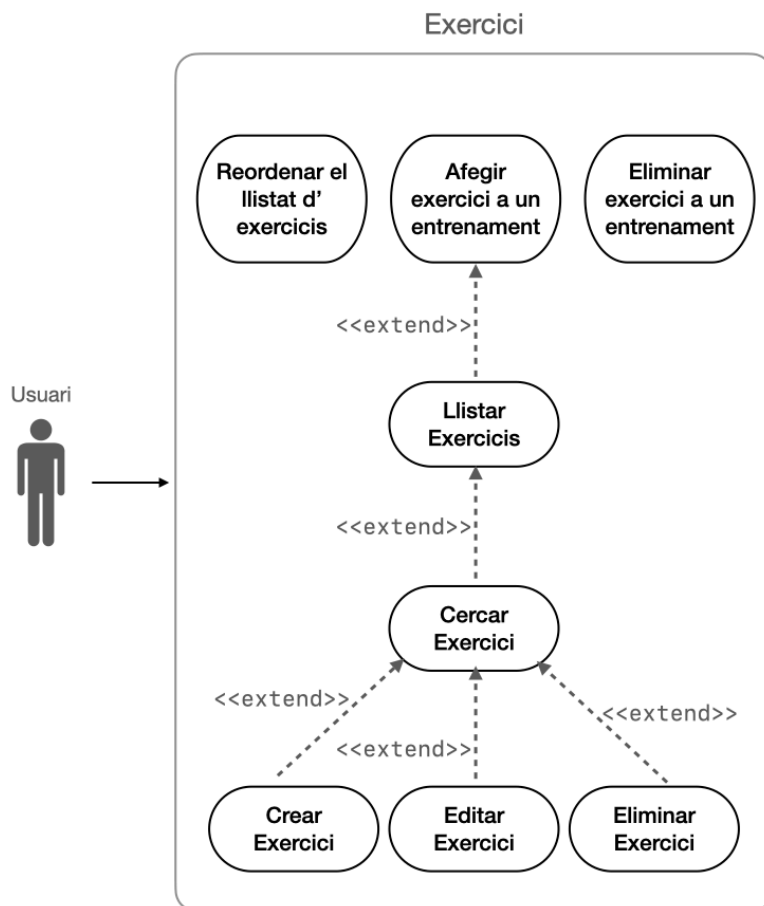 Exercici
Reordenar el
llistat d'
exercicis
Afegir
exercici a un
entrenament
Eliminar
exercici a un
entrenament
<<extend>>
Llistar
Exercicis
Usuari
<<extend>>
Cercar
Exercici
<<extend>>
<<extend>>
<<extend>>
Crear
Exercici
Editar
Exercici
Eliminar
Exercici